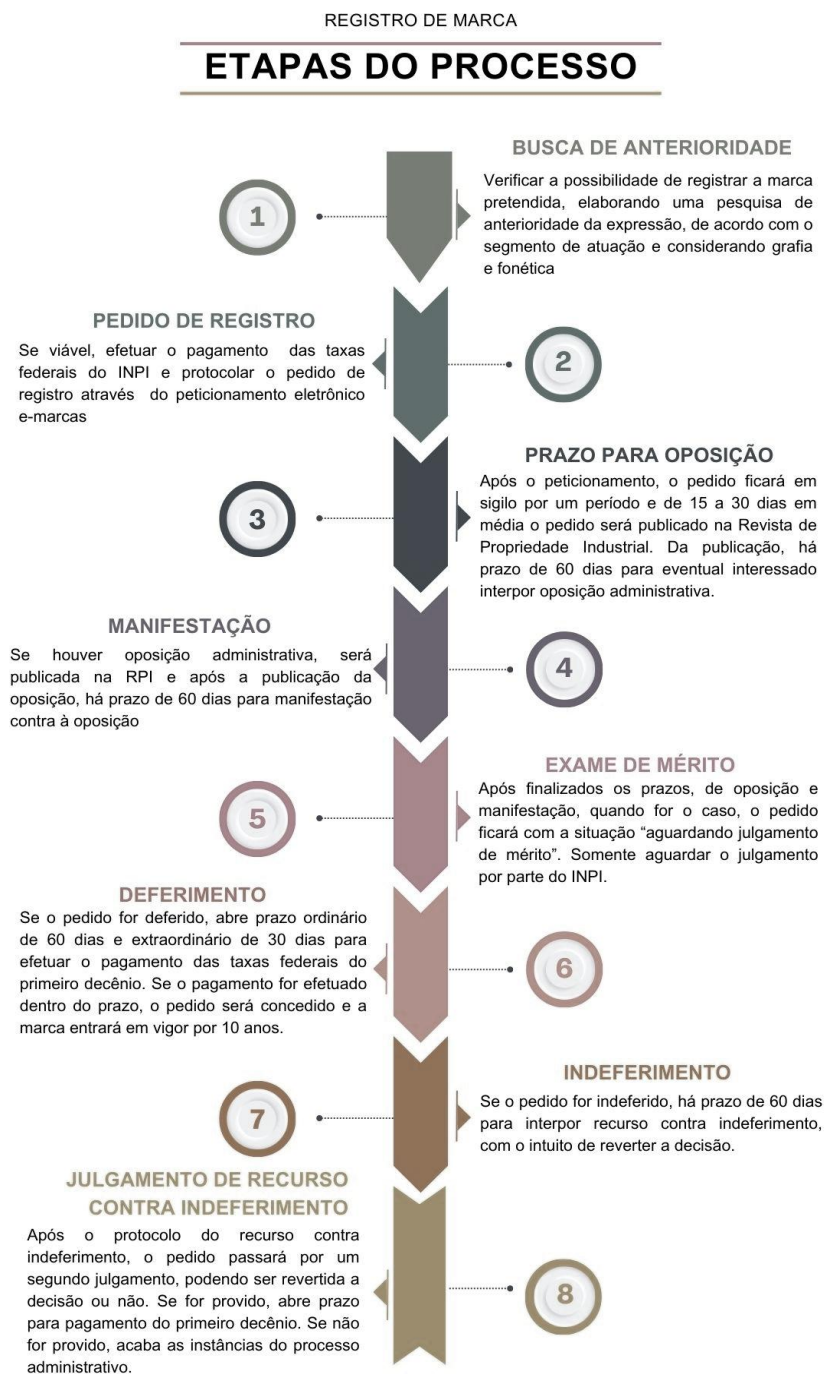 REGISTRO DE MARCA
ETAPAS DO PROCESSO
1
BUSCA DE ANTERIORIDADE
Verificar a possibilidade de registrar a marca
pretendida, elaborando uma pesquisa de
anterioridade da expressão, de acordo com o
segmento de atuação e considerando grafia
e fonética
PEDIDO DE REGISTRO
Se viável, efetuar o pagamento das taxas
federais do INPI e protocolar o pedido de
registro através do peticionamento eletrônico
e-marcas
2
3
PRAZO PARA OPOSIÇÃO
Após o peticionamento, o pedido ficará em
sigilo por um período e de 15 a 30 dias em
média o pedido será publicado na Revista de
Propriedade Industrial. Da publicação, há
prazo de 60 dias para eventual interessado
interpor oposição administrativa.
MANIFESTAÇÃO
Se houver oposição administrativa, será
publicada na RPI e após a publicação da
oposição, há prazo de 60 dias para manifestação
contra à oposição
4
5
EXAME DE MÉRITO
Após finalizados os prazos, de oposição e
manifestação, quando for o caso, o pedido
ficará com a situação “aguardando julgamento
de mérito”. Somente aguardar o julgamento
por parte do INPI.
DEFERIMENTO
Se o pedido for deferido, abre prazo ordinário
de 60 dias e extraordinário de 30 dias para
efetuar o pagamento das taxas federais do
primeiro decênio. Se o pagamento for efetuado
dentro do prazo, o pedido será concedido e a
marca entrará em vigor por 10 anos.
6
7
INDEFERIMENTO
Se o pedido for indeferido, há prazo de 60 dias
para interpor recurso contra indeferimento,
com o intuito de reverter a decisão.
JULGAMENTO DE RECURSO
CONTRA INDEFERIMENTO
Após o protocolo do recurso contra
indeferimento, o pedido passará por um
segundo julgamento, podendo ser revertida a
decisão ou não. Se for provido, abre prazo
para pagamento do primeiro decênio. Se não
for provido, acaba as instâncias do processo
administrativo.
8